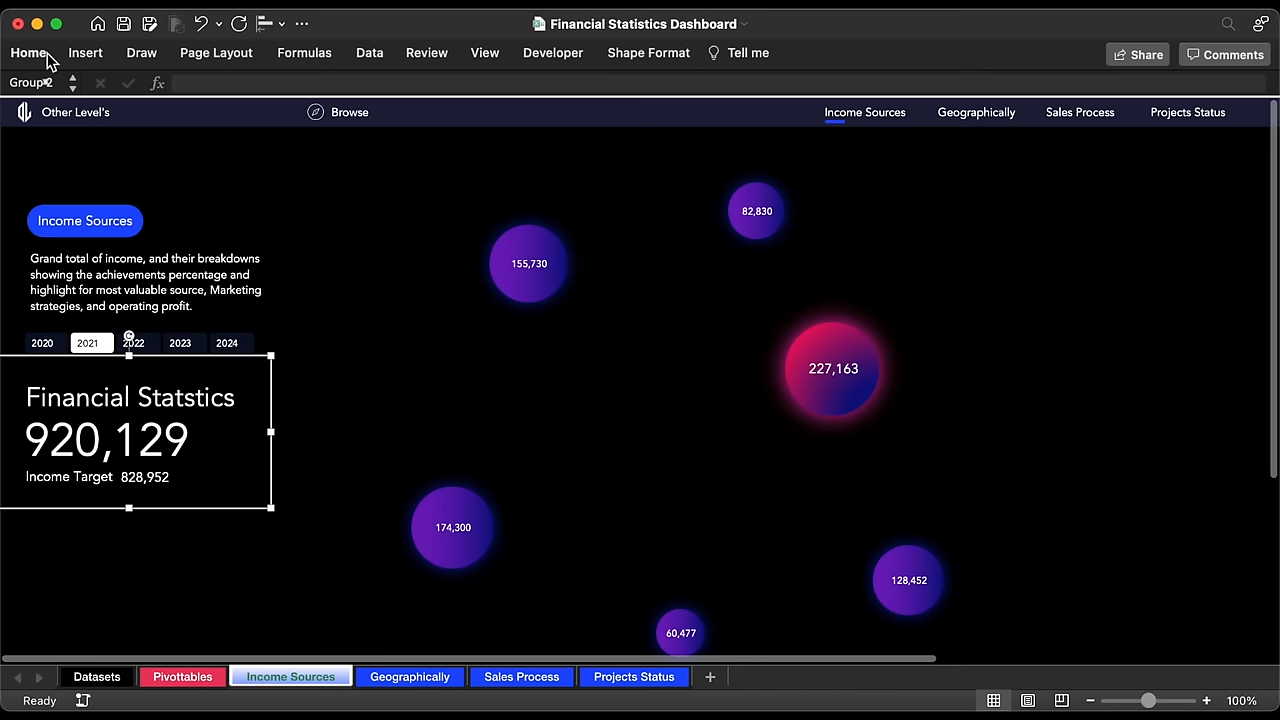 Financial Statistics Dashboard
Home Insert Draw Page Layout Formulas Data Review View Developer Shape Format Tell me Share Comments
Group 2 fx
Other Level's Browse Income Sources Geographically Sales Process Projects Status
Income Sources
Grand total of income, and their breakdowns
showing the achievements percentage and
highlight for most valuable source, Marketing
strategies, and operating profit.
2020 2021 2022 2023 2024
Financial Statstics
920,129
Income Target 828,952
82,830
155,730
227,163
174,300
128,452
60,477
Datasets Pivottables Income Sources Geographically Sales Process Projects Status
Ready 100%